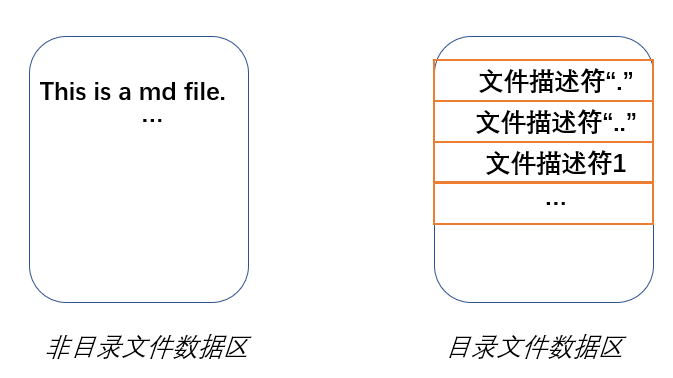 This is a md file.
...
非目录文件数据区
文件描述符“.”
文件描述符“..”
文件描述符1
...
目录文件数据区